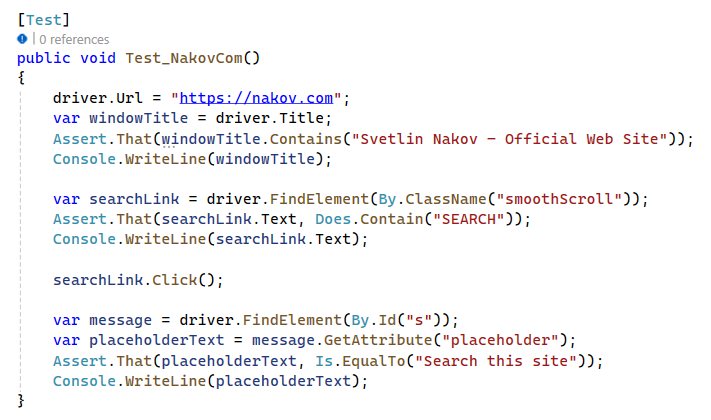 [Test]
! | 0 references
public void Test_NakovCom()
{
    driver.Url = "https://nakov.com";
    var windowTitle = driver.Title;
    Assert.That(windowTitle.Contains("Svetlin Nakov – Official Web Site"));
    Console.WriteLine(windowTitle);

    var searchLink = driver.FindElement(By.ClassName("smoothScroll"));
    Assert.That(searchLink.Text, Does.Contain("SEARCH"));
    Console.WriteLine(searchLink.Text);

    searchLink.Click();

    var message = driver.FindElement(By.Id("s"));
    var placeholderText = message.GetAttribute("placeholder");
    Assert.That(placeholderText, Is.EqualTo("Search this site"));
    Console.WriteLine(placeholderText);
}